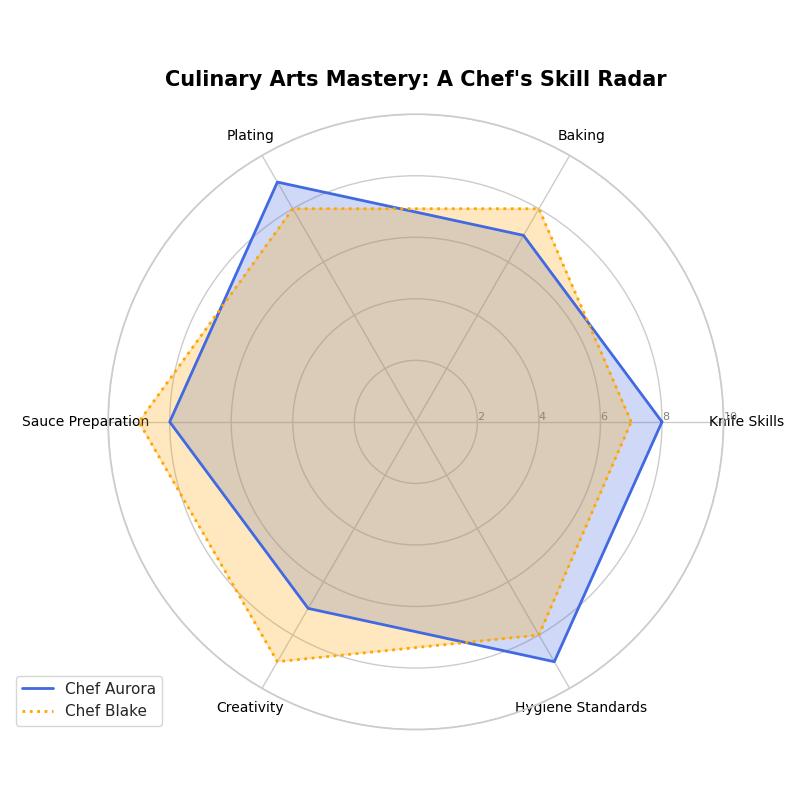 Culinary Arts Mastery: A Chef's Skill Radar
Plating
Baking
Sauce Preparation
2
4
6
8
10
Knife Skills
Creativity
Hygiene Standards
Chef Aurora
Chef Blake